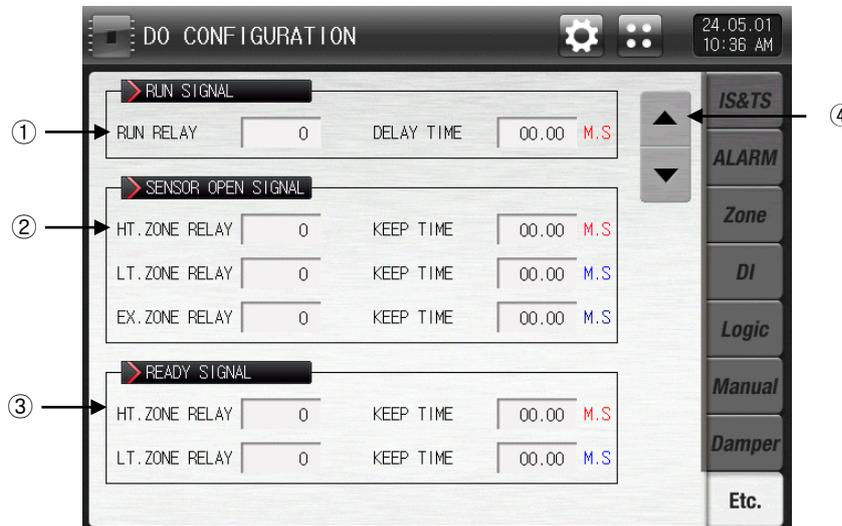 DO CONFIGURATION
24.05.01
10:36 AM
RUN SIGNAL
① RUN RELAY 0 DELAY TIME 00.00 M.S
④
SENSOR OPEN SIGNAL
② HT.ZONE RELAY 0 KEEP TIME 00.00 M.S
LT.ZONE RELAY 0 KEEP TIME 00.00 M.S
EX.ZONE RELAY 0 KEEP TIME 00.00 M.S
READY SIGNAL
③ HT.ZONE RELAY 0 KEEP TIME 00.00 M.S
LT.ZONE RELAY 0 KEEP TIME 00.00 M.S
IS&TS
ALARM
Zone
DI
Logic
Manual
Damper
Etc.